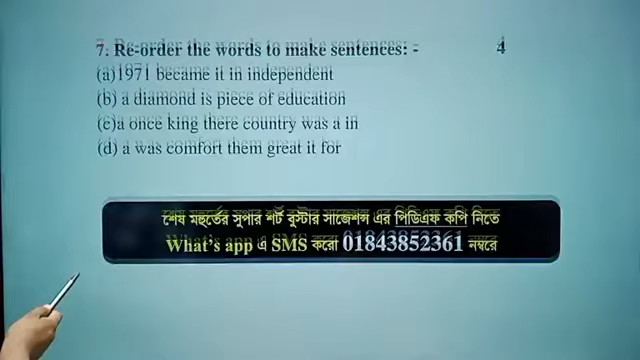 7. Re-order the words to make sentences: - 4
(a)1971 became it in independent
(b) a diamond is piece of education
(c)a once king there country was a in
(d) a was comfort them great it for
শেষ মহুর্তের সুপার শর্ট বুস্টার সাজেশন্স এর পিডিএফ কপি নিতে
What's app এ SMS করো 01843852361 নম্বরে